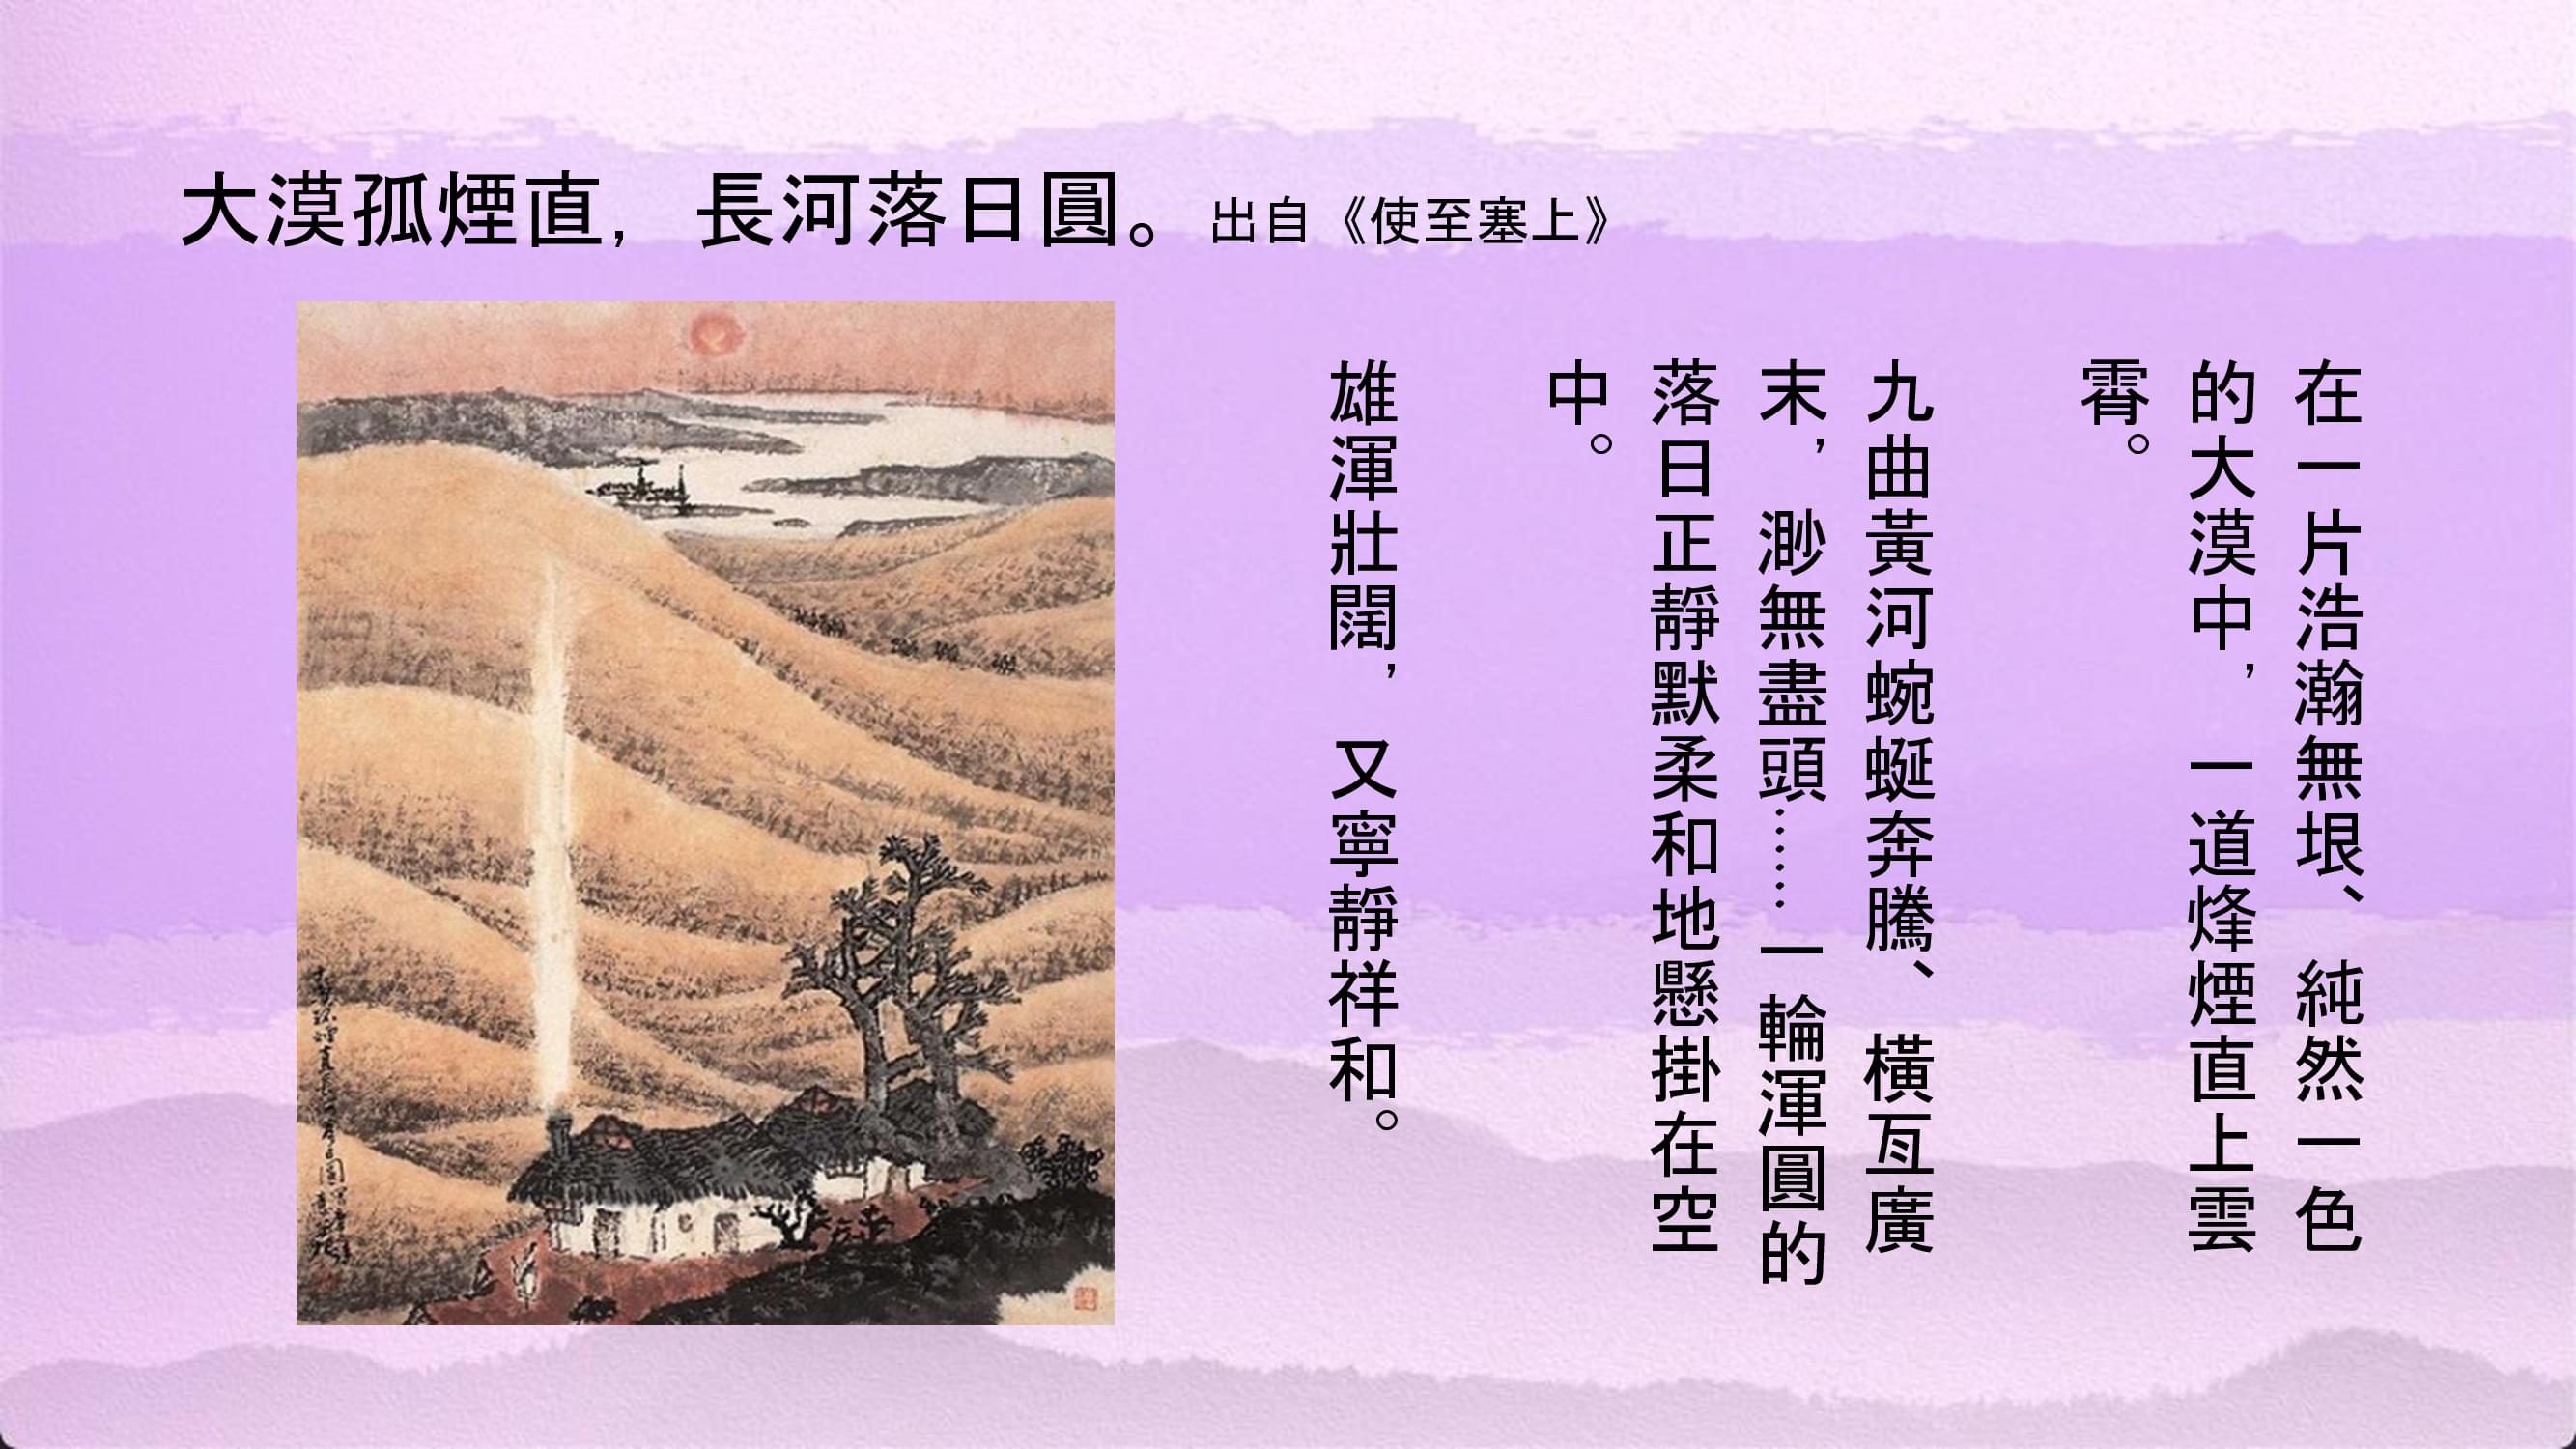 大漠孤煙直，長河落日圓。出自《使至塞上》
在一片浩瀚無垠、純然一色
的大漠中，一道烽煙直上雲
霄。
九曲黃河蜿蜒奔騰、橫亙廣
末，渺無盡頭……一輪渾圓的
落日正靜默柔和地懸掛在空
中。
雄渾壯闊，又寧靜祥和。